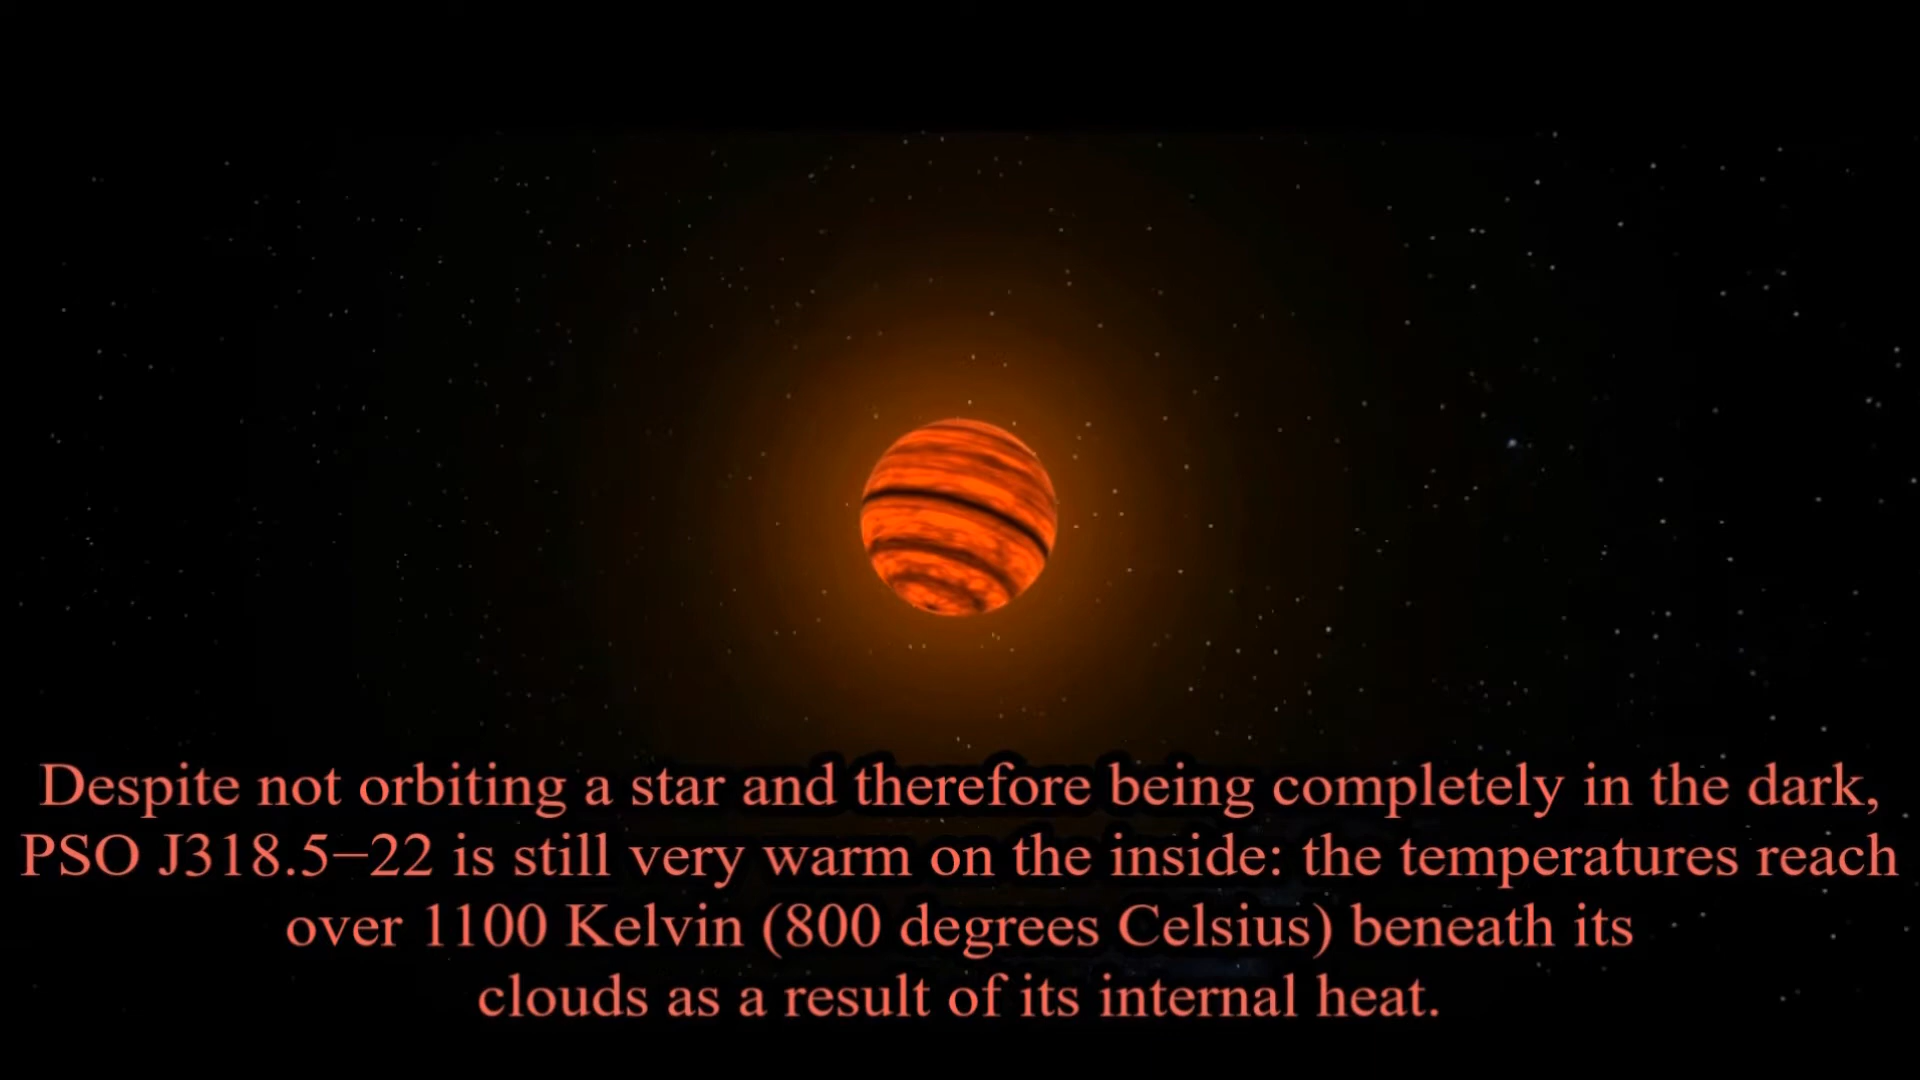 Despite not orbiting a star and therefore being completely in the dark,
PSO J318.5−22 is still very warm on the inside: the temperatures reach
over 1100 Kelvin (800 degrees Celsius) beneath its
clouds as a result of its internal heat.